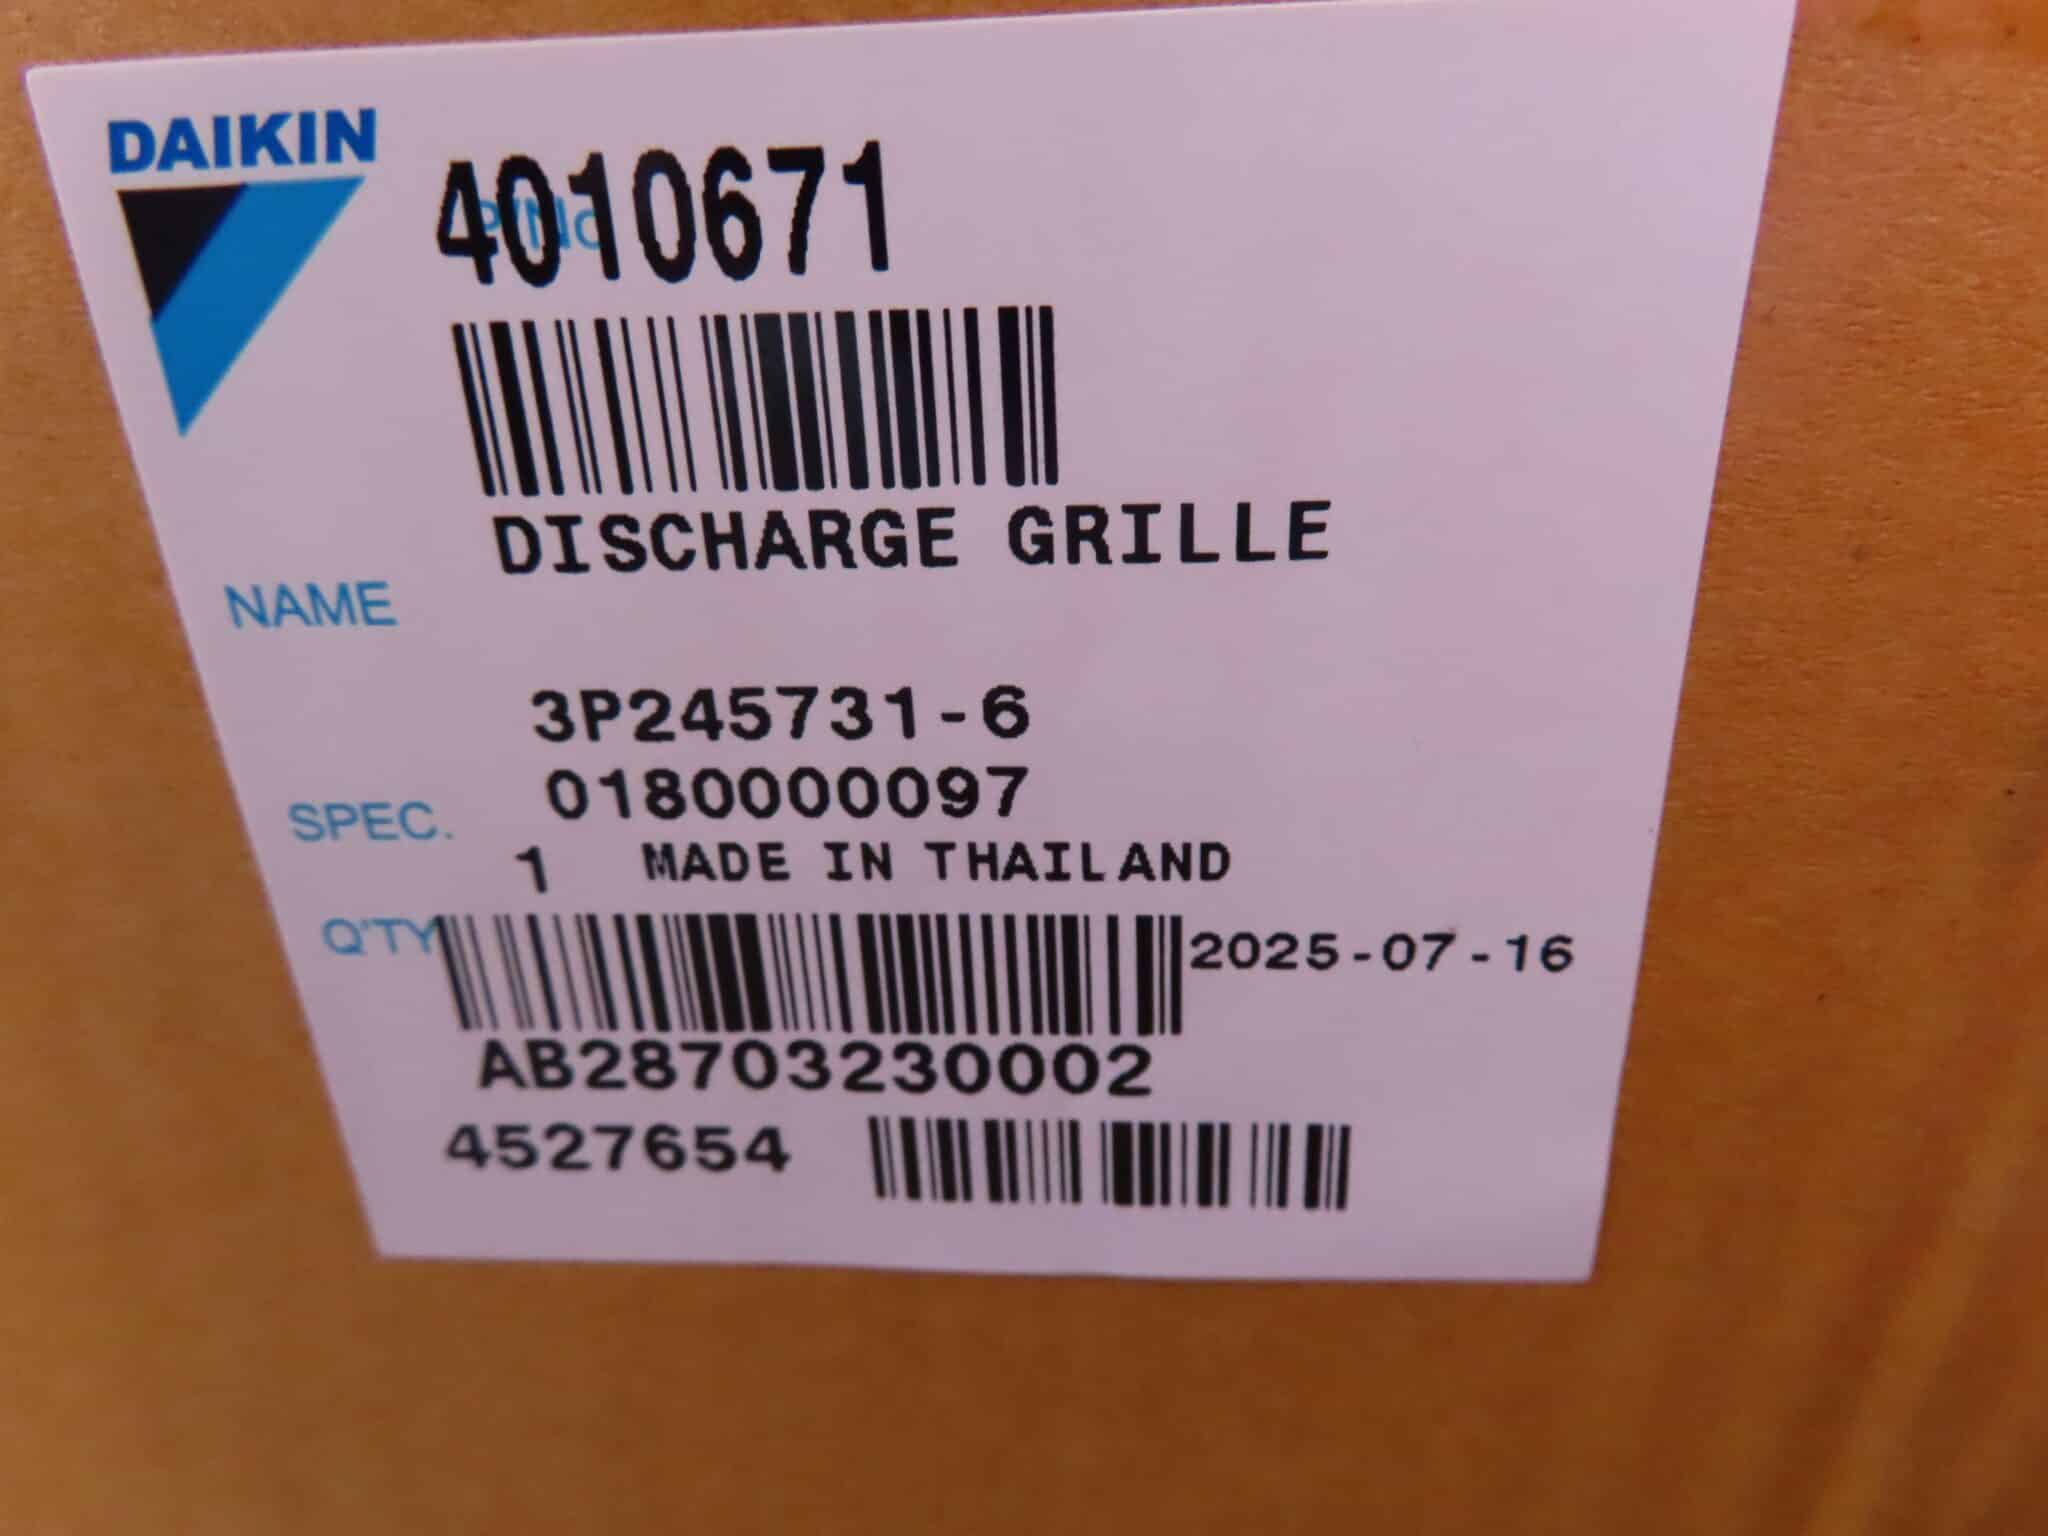 DAIKIN
P/No
4010671
DISCHARGE GRILLE
NAME
3P245731-6
0180000097
SPEC.
1 MADE IN THAILAND
Q'TY
2025-07-16
AB28703230002
4527654